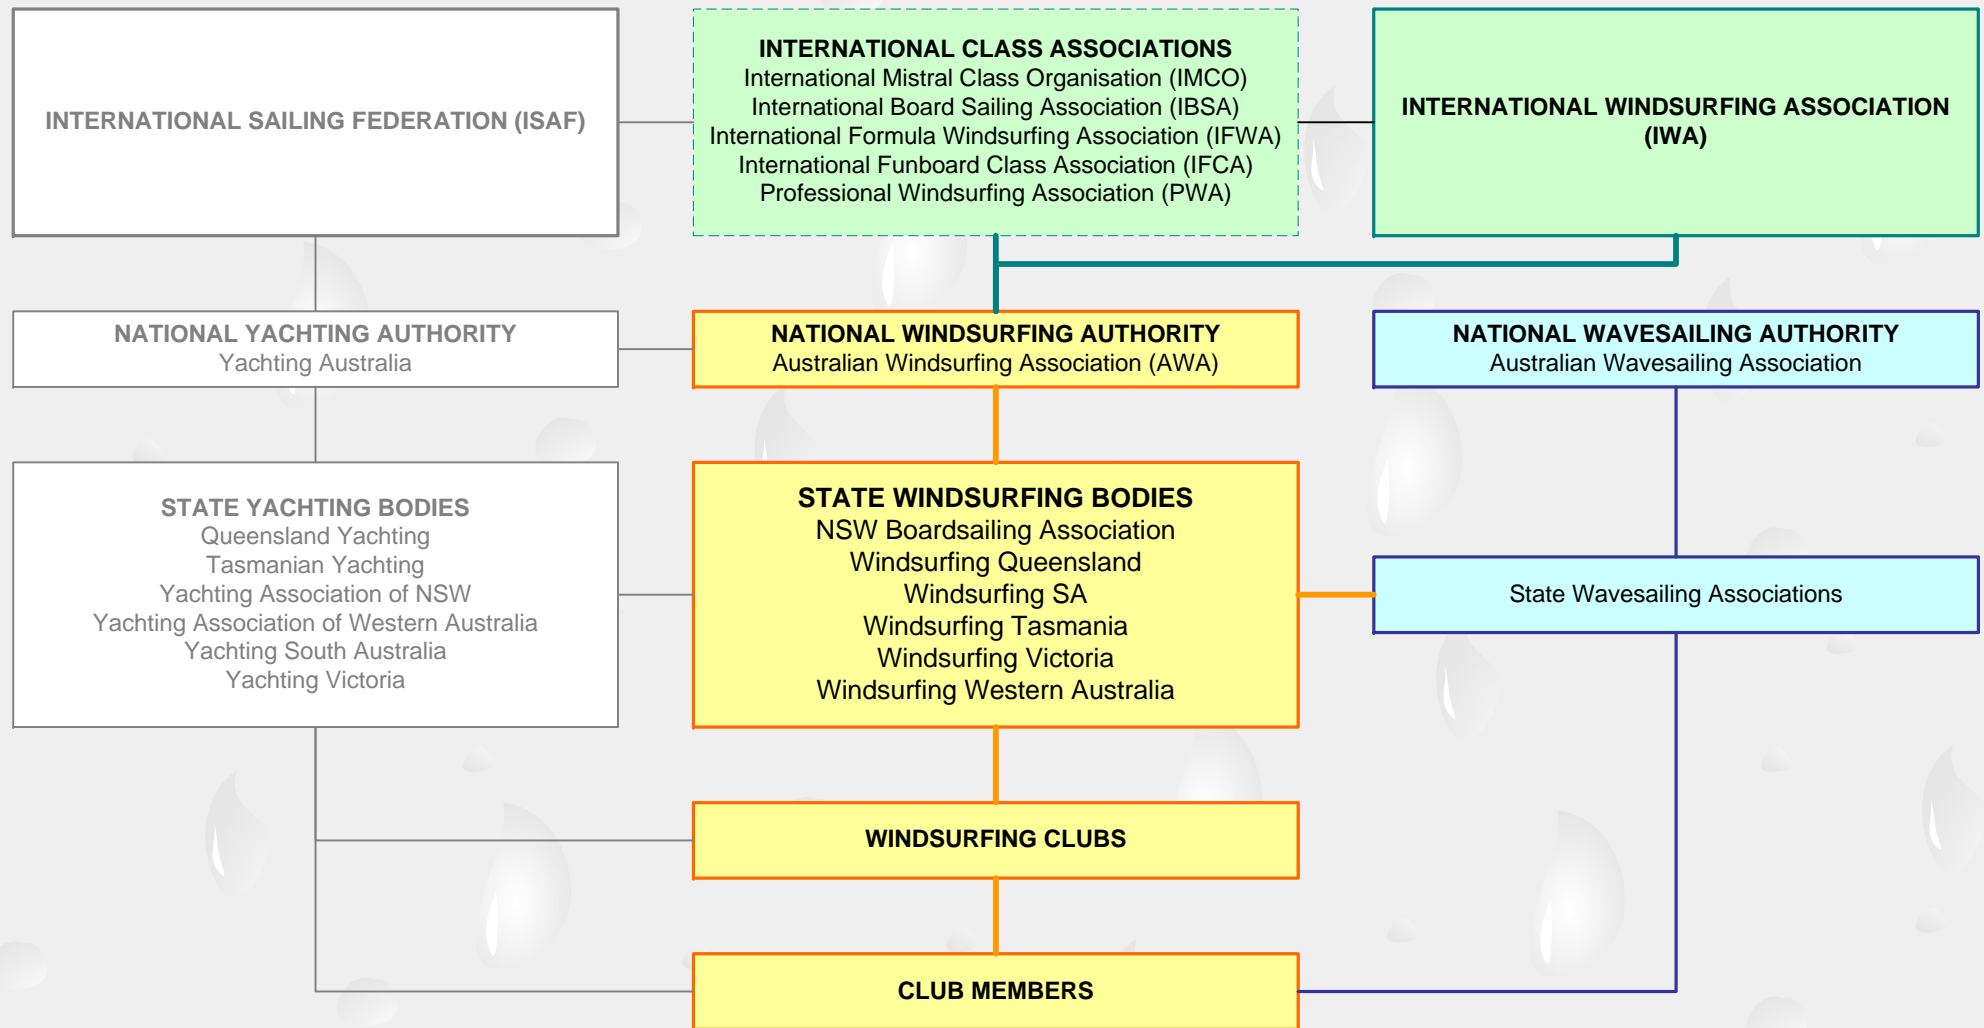 INTERNATIONAL SAILING FEDERATION (ISAF)
INTERNATIONAL CLASS ASSOCIATIONS
International Mistral Class Organisation (IMCO)
International Board Sailing Association (IBSA)
International Formula Windsurfing Association (IFWA)
International Funboard Class Association (IFCA)
Professional Windsurfing Association (PWA)
INTERNATIONAL WINDSURFING ASSOCIATION
(IWA)
NATIONAL YACHTING AUTHORITY
Yachting Australia
NATIONAL WINDSURFING AUTHORITY
Australian Windsurfing Association (AWA)
NATIONAL WAVESAILING AUTHORITY
Australian Wavesailing Association
STATE YACHTING BODIES
Queensland Yachting
Tasmanian Yachting
Yachting Association of NSW
Yachting Association of Western Australia
Yachting South Australia
Yachting Victoria
STATE WINDSURFING BODIES
NSW Boardsailing Association
Windsurfing Queensland
Windsurfing SA
Windsurfing Tasmania
Windsurfing Victoria
Windsurfing Western Australia
State Wavesailing Associations
WINDSURFING CLUBS
CLUB MEMBERS